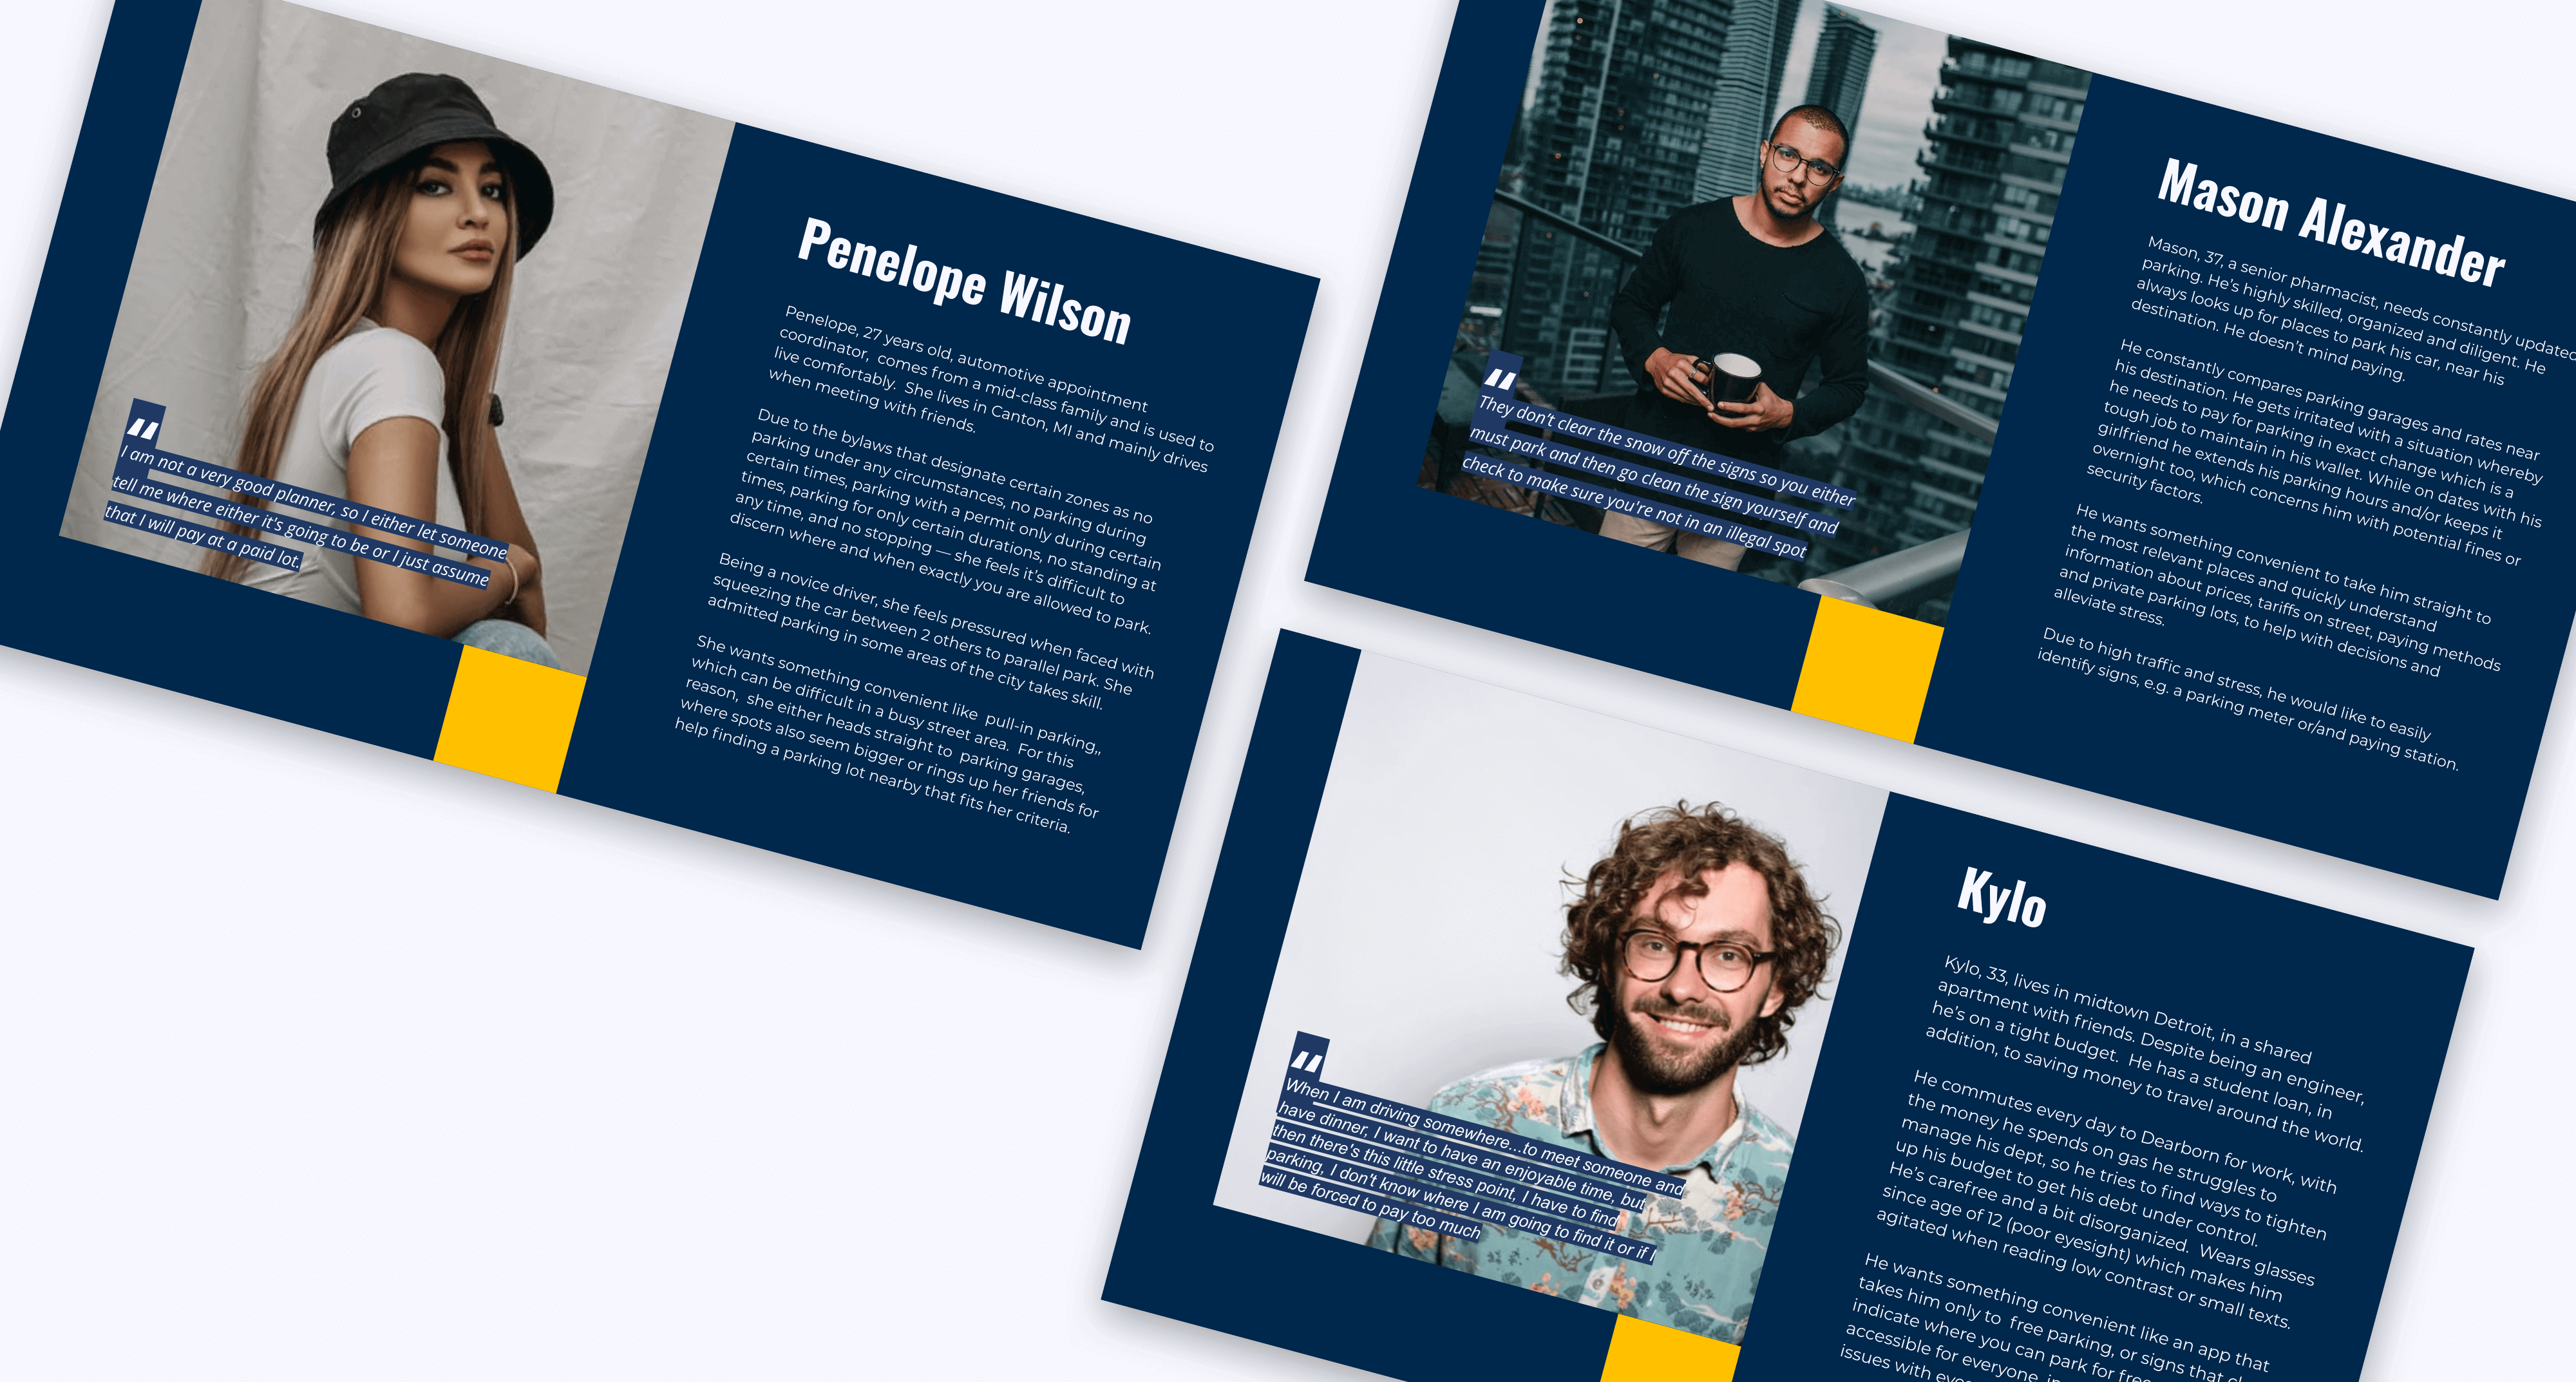 Penelope Wilson
Penelope, 27 years old, automotive appointment
coordinator,  comes from a mid-class family and is used to
live comfortably.  She lives in Canton, MI and mainly drives
when meeting with friends.
Due to the bylaws that designate certain zones as no
parking under any circumstances, no parking during
certain times, parking with a permit only during certain
times, parking for only certain durations, no standing at
any time, and no stopping — she feels it's difficult to
discern where and when exactly you are allowed to park.
Being a novice driver, she feels pressured when faced with
squeezing the car between 2 others to parallel park. She
admitted parking in some areas of the city takes skill.
She wants something convenient like  pull-in parking,,
which can be difficult in a busy street area.  For this
reason,  she either heads straight to  parking garages,
where spots also seem bigger or rings up her friends for
help finding a parking lot nearby that fits her criteria.
"
I am not a very good planner, so I either let someone
tell me where either it's going to be or I just assume
that I will pay at a paid lot.
Mason Alexander
Mason, 37, a senior pharmacist, needs constantly updated
parking. He's highly skilled, organized and diligent. He
always looks up for places to park his car, near his
destination. He doesn't mind paying.
He constantly compares parking garages and rates near
his destination. He gets irritated with a situation whereby
he needs to pay for parking in exact change which is a
tough job to maintain in his wallet. While on dates with his
girlfriend he extends his parking hours and/or keeps it
overnight too, which concerns him with potential fines or
security factors.
He wants something convenient to take him straight to
the most relevant places and quickly understand
information about prices, tariffs on street, paying methods
and private parking lots, to help with decisions and
alleviate stress.
Due to high traffic and stress, he would like to easily
identify signs, e.g. a parking meter or/and paying station.
"
They don't clear the snow off the signs so you either
must park and then go clean the sign yourself and
check to make sure you're not in an illegal spot
Kylo
Kylo, 33, lives in midtown Detroit, in a shared
apartment with friends. Despite being an engineer,
he's on a tight budget.  He has a student loan, in
addition, to saving money to travel around the world.
He commutes every day to Dearborn for work, with
the money he spends on gas he struggles to
manage his dept, so he tries to find ways to tighten
up his budget to get his debt under control.
He's carefree and a bit disorganized.  Wears glasses
since age of 12 (poor eyesight) which makes him
agitated when reading low contrast or small texts.
He wants something convenient like an app that
takes him only to  free parking, or signs that
indicate where you can park for free
accessible for everyone,
issues with
"
When I am driving somewhere...to meet someone and
have dinner, I want to have an enjoyable time, but
then there's this little stress point, I have to find
parking, I don't know where I am going to find it or if I
will be forced to pay too much